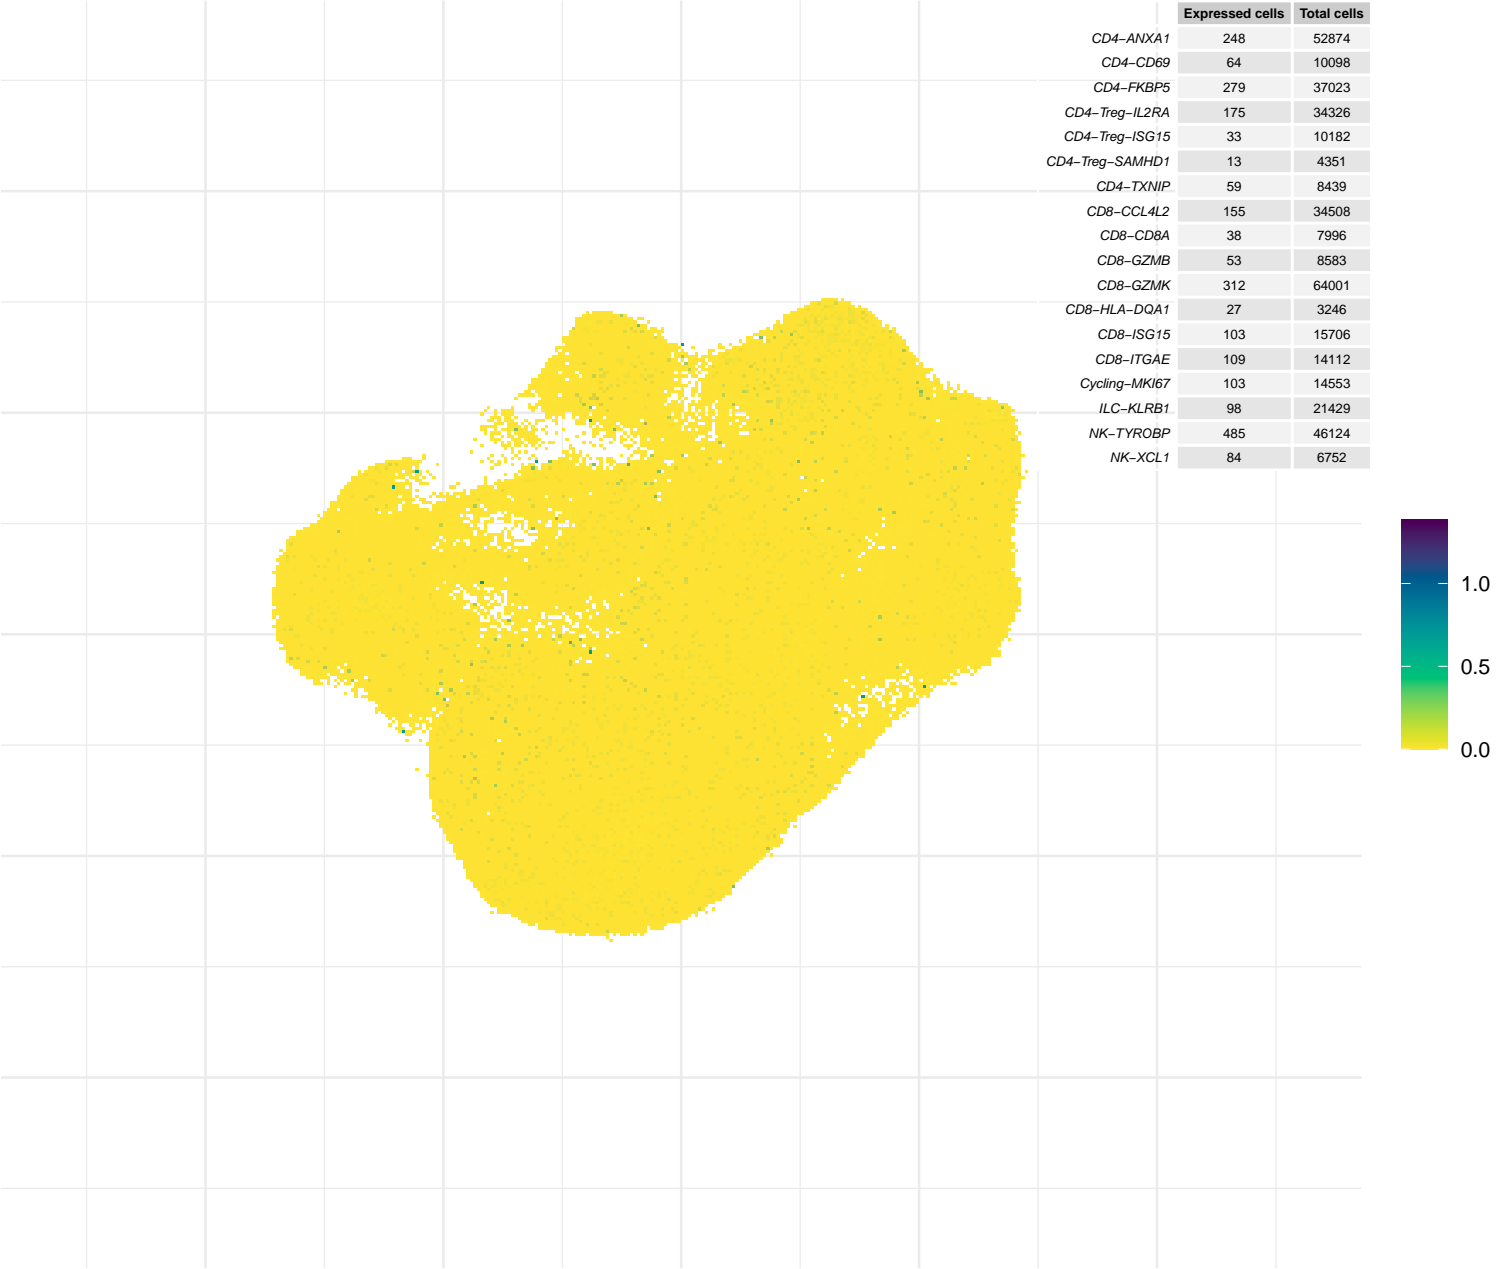 Expressed cells Total cells
CD4−ANXA1 248 52874
CD4−CD69 64 10098
CD4−FKBP5 279 37023
CD4−Treg−IL2RA 175 34326
CD4−Treg−ISG15 33 10182
CD4−Treg−SAMHD1 13 4351
CD4−TXNIP 59 8439
CD8−CCL4L2 155 34508
CD8−CD8A 38 7996
CD8−GZMB 53 8583
CD8−GZMK 312 64001
CD8−HLA−DQA1 27 3246
CD8−ISG15 103 15706
CD8−ITGAE 109 14112
Cycling−MKI67 103 14553
ILC−KLRB1 98 21429
NK−TYROBP 485 46124
NK−XCL1 84 6752
1.0
0.5
0.0